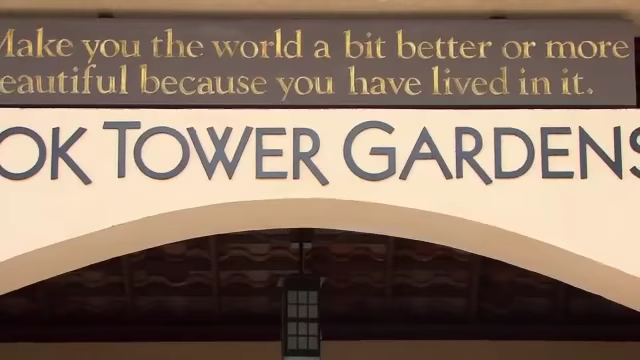 Make you the world a bit better or more
eautiful because you have lived in it.
OK TOWER GARDENS